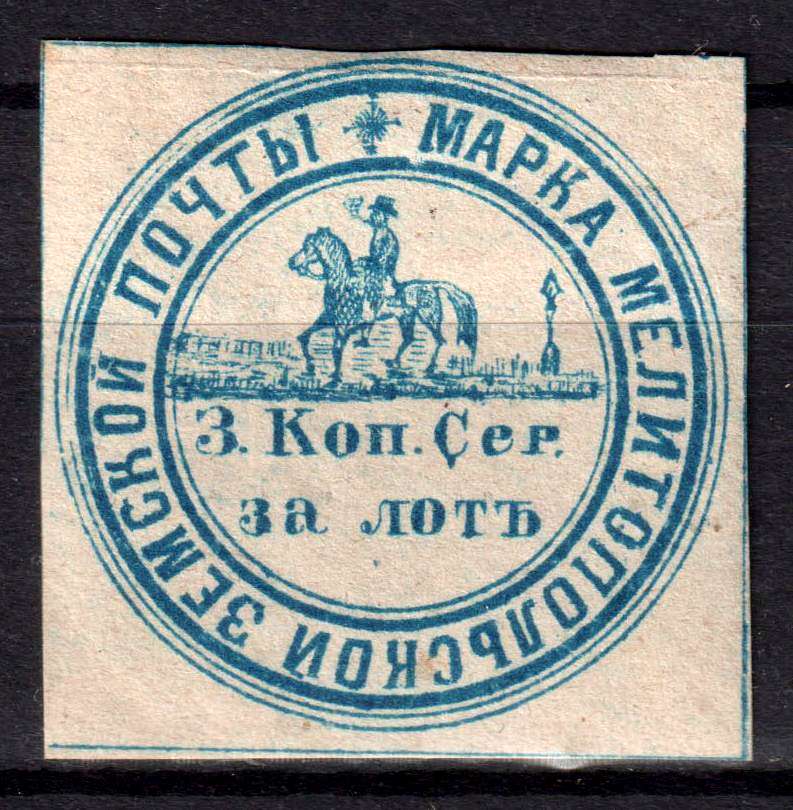 МАРКА МЕЛИТОПОЛЬСКОЙ ЗЕМСКОЙ ПОЧТЫ
3. Коп. Сер.
за лотъ